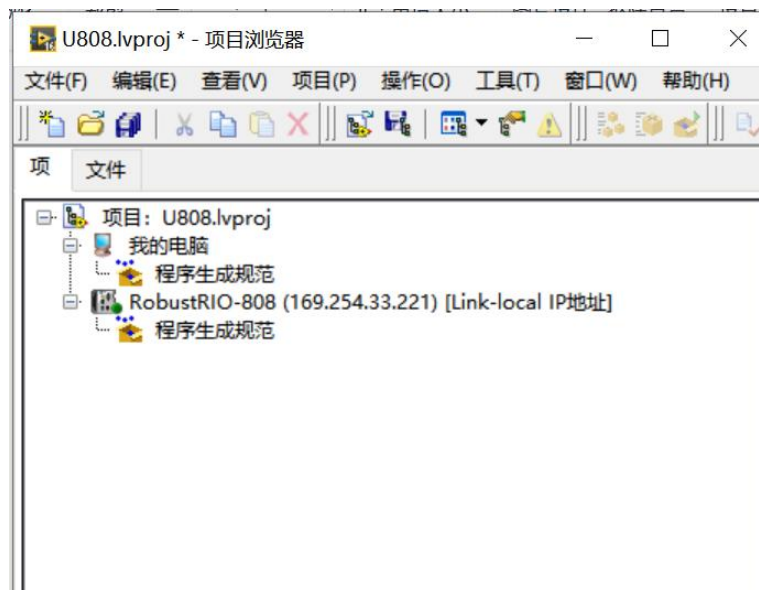 U808.lvproj * - 项目浏览器
文件(F) 编辑(E) 查看(V) 项目(P) 操作(O) 工具(T) 窗口(W) 帮助(H)
项 文件
项目：U808.lvproj
我的电脑
程序生成规范
RobustRIO-808 (169.254.33.221) [Link-local IP地址]
程序生成规范